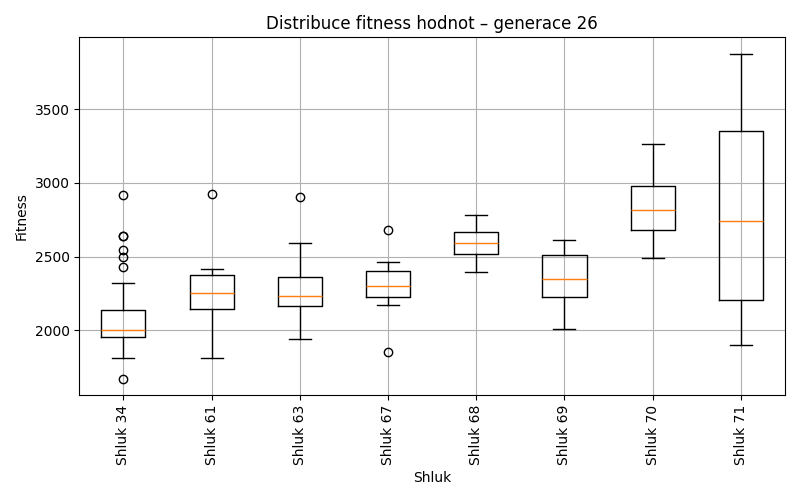 Distribuce fitness hodnot – generace 26
Fitness
3500
3000
2500
2000
Shluk 34
Shluk 61
Shluk 63
Shluk 67
Shluk 68
Shluk 69
Shluk 70
Shluk 71
Shluk